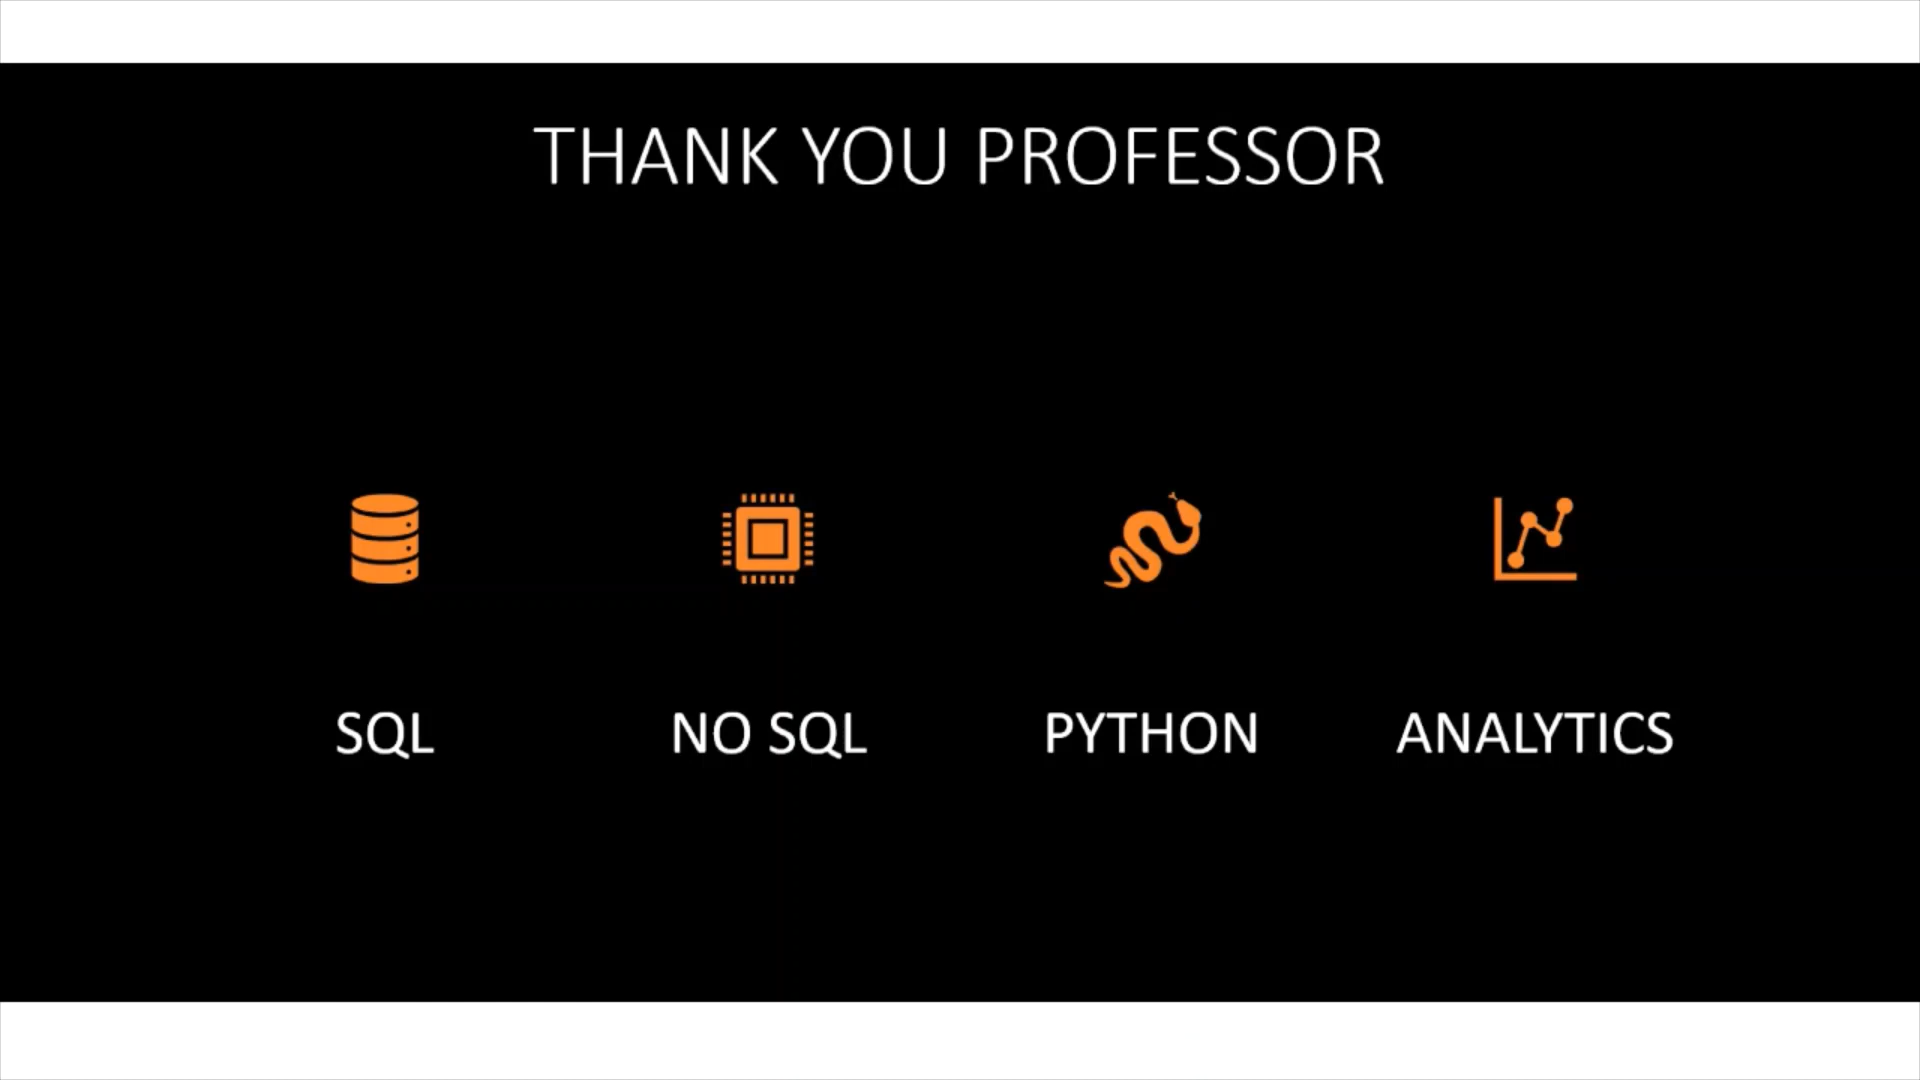 THANK YOU PROFESSOR
SQL
NO SQL
PYTHON
ANALYTICS